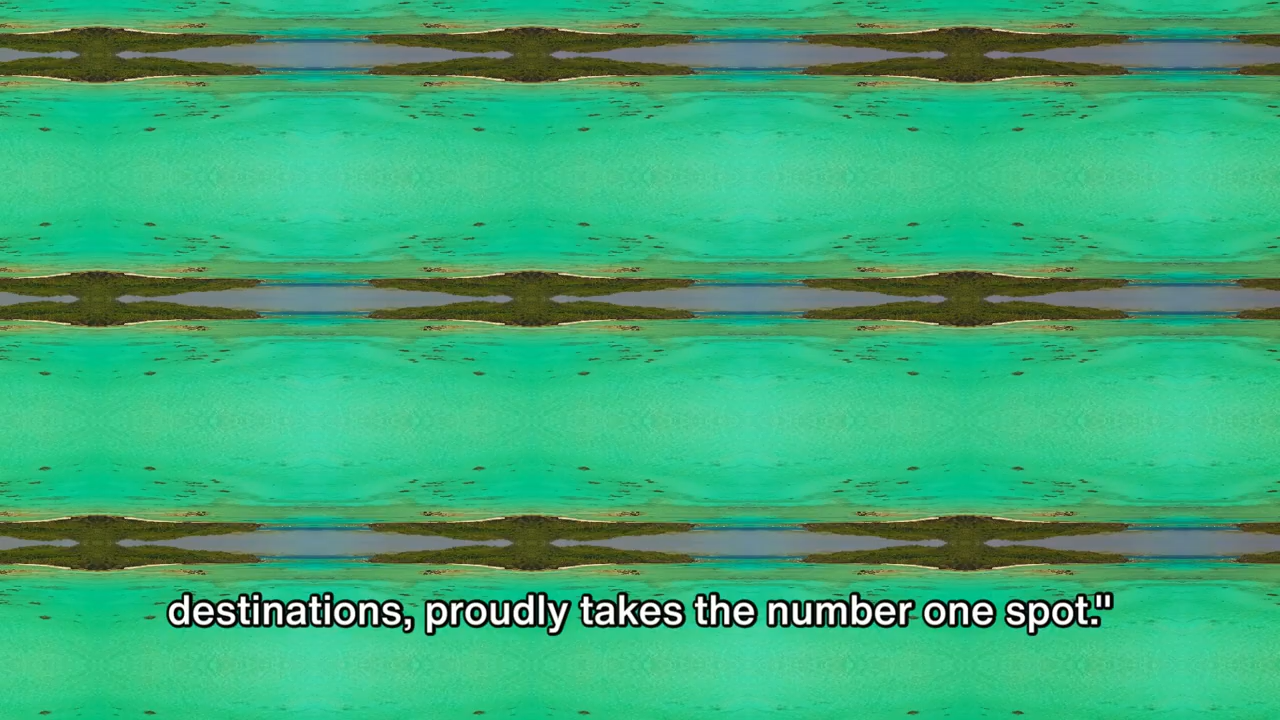 destinations, proudly takes the number one spot."